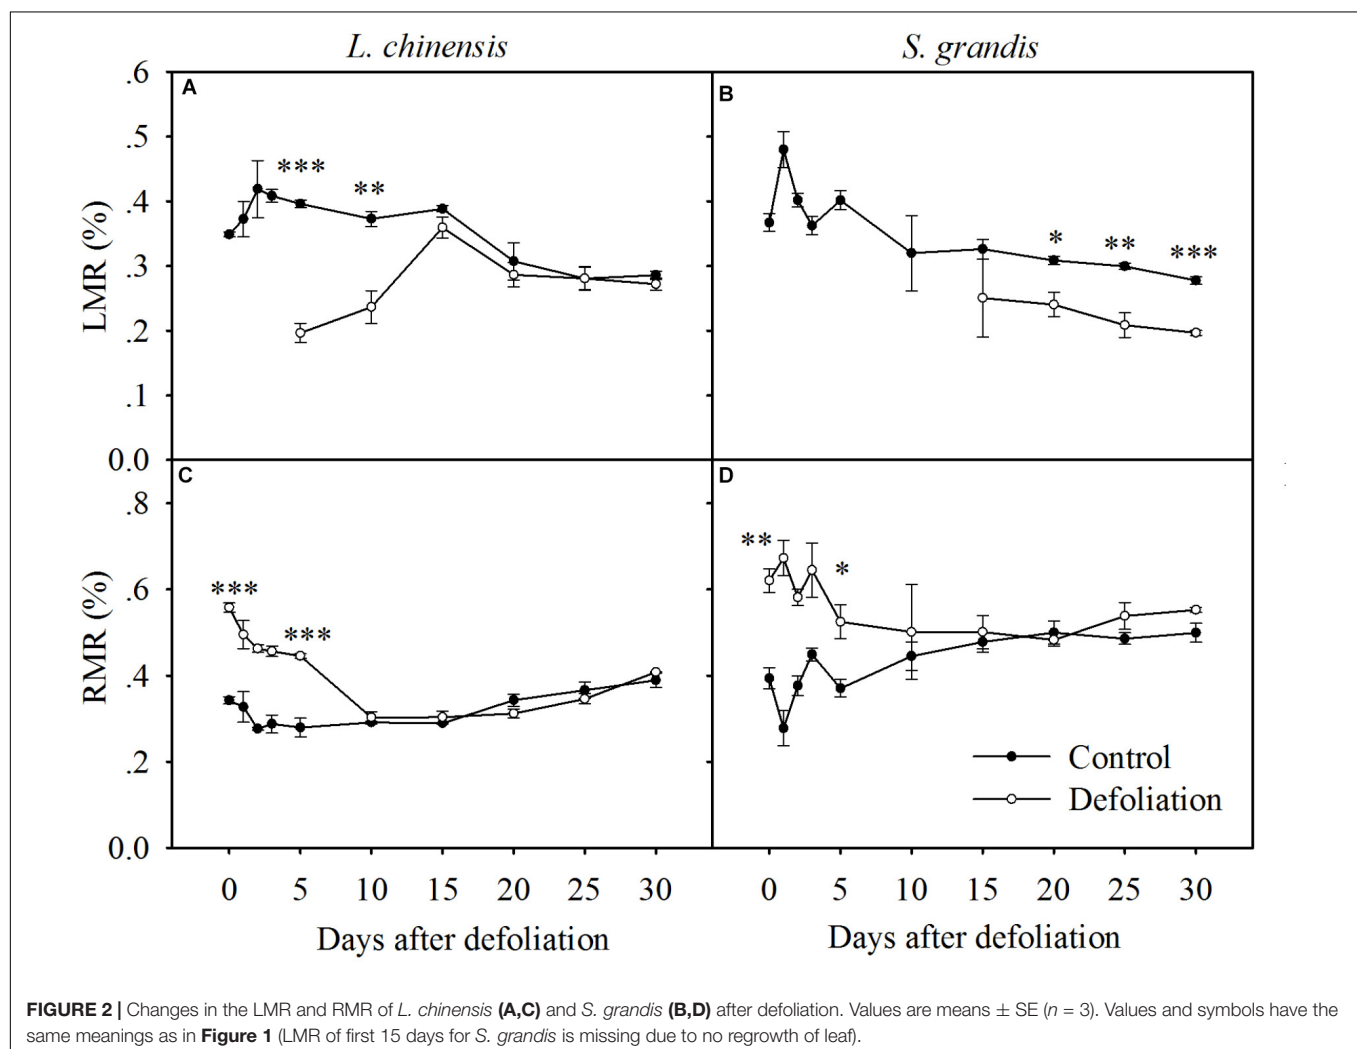 L. chinensis S. grandis
A B
.6
.5
.4
.3
.2
.1
0.0
LMR (%)
*** **
* ** ***
C D
.8
.6
.4
.2
0.0
RMR (%)
*** ***
** *
Control
Defoliation
0 5 10 15 20 25 30 0 5 10 15 20 25 30
Days after defoliation Days after defoliation
FIGURE 2 | Changes in the LMR and RMR of L. chinensis (A,C) and S. grandis (B,D) after defoliation. Values are means ± SE (n = 3). Values and symbols have the
same meanings as in Figure 1 (LMR of first 15 days for S. grandis is missing due to no regrowth of leaf).